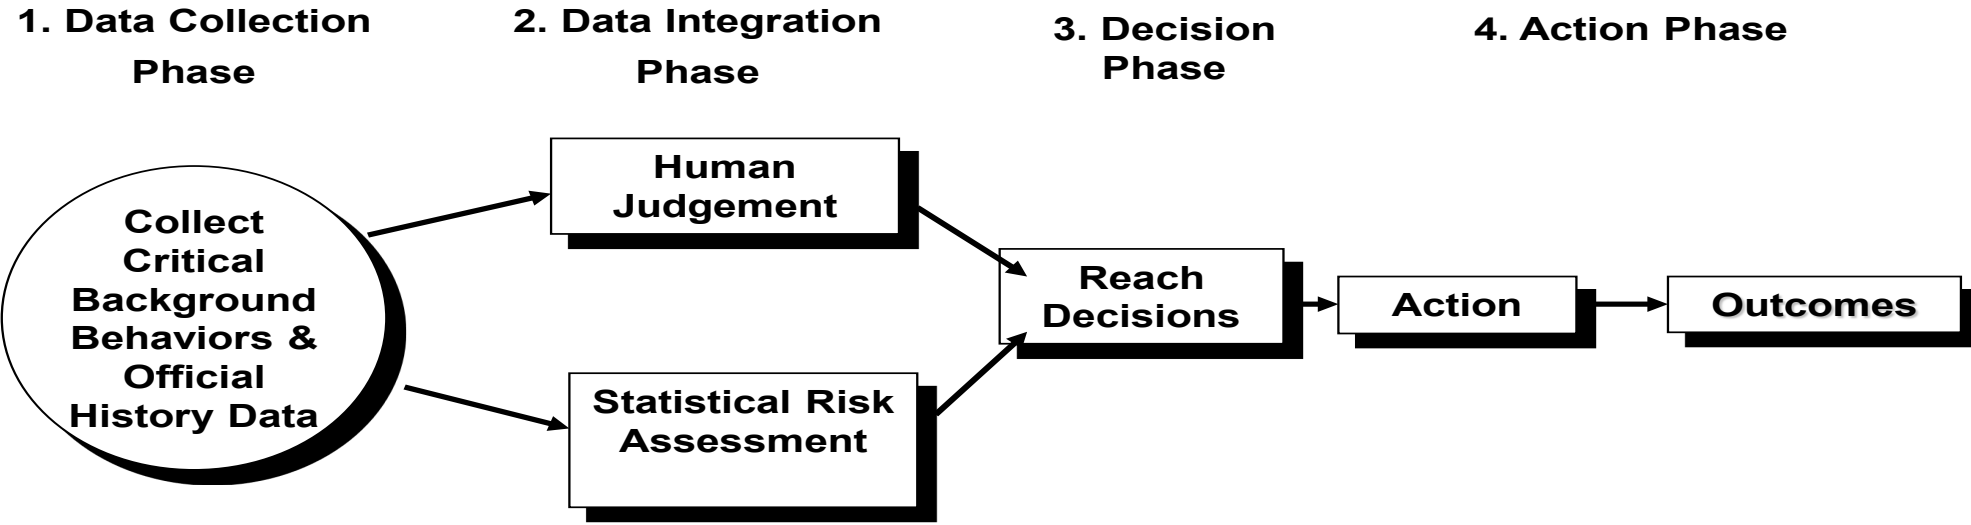 1. Data Collection
Phase
2. Data Integration
Phase
3. Decision
Phase
4. Action Phase
Collect
Critical
Background
Behaviors &
Official
History Data
Human
Judgement
Statistical Risk
Assessment
Reach
Decisions
Action
Outcomes